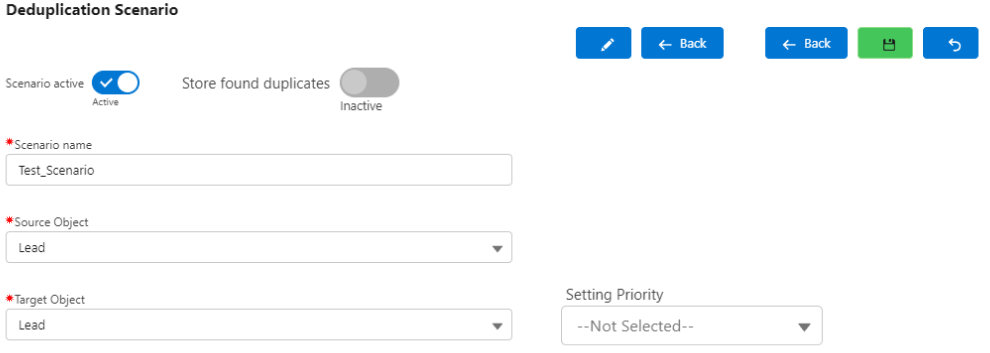 Deduplication Scenario
← Back
← Back
Scenario active
Active
Store found duplicates
Inactive
*Scenario name
Test_Scenario
*Source Object
Lead
*Target Object
Lead
Setting Priority
--Not Selected--